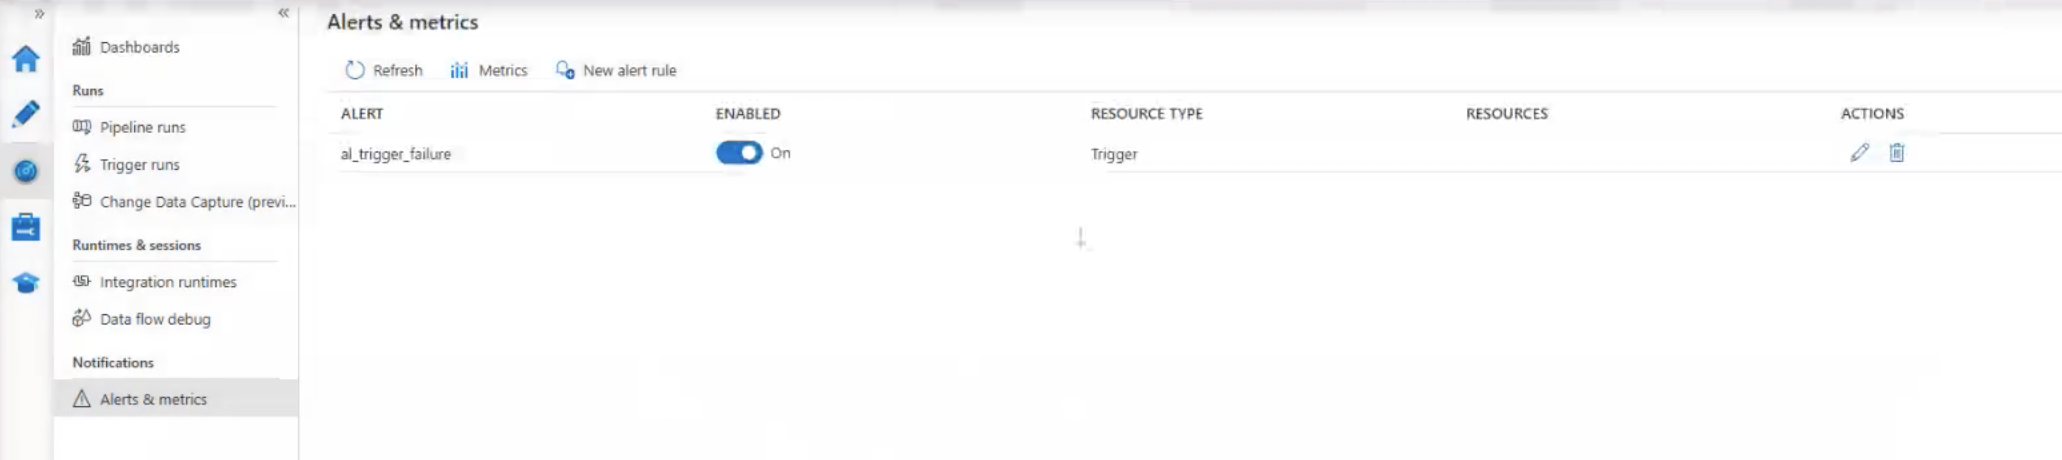 Alerts & metrics
Dashboards
Runs
Pipeline runs
Trigger runs
Change Data Capture (previ...
Runtimes & sessions
Integration runtimes
Data flow debug
Notifications
Alerts & metrics
Refresh Metrics New alert rule
ALERT ENABLED RESOURCE TYPE RESOURCES ACTIONS
al_trigger_failure On Trigger